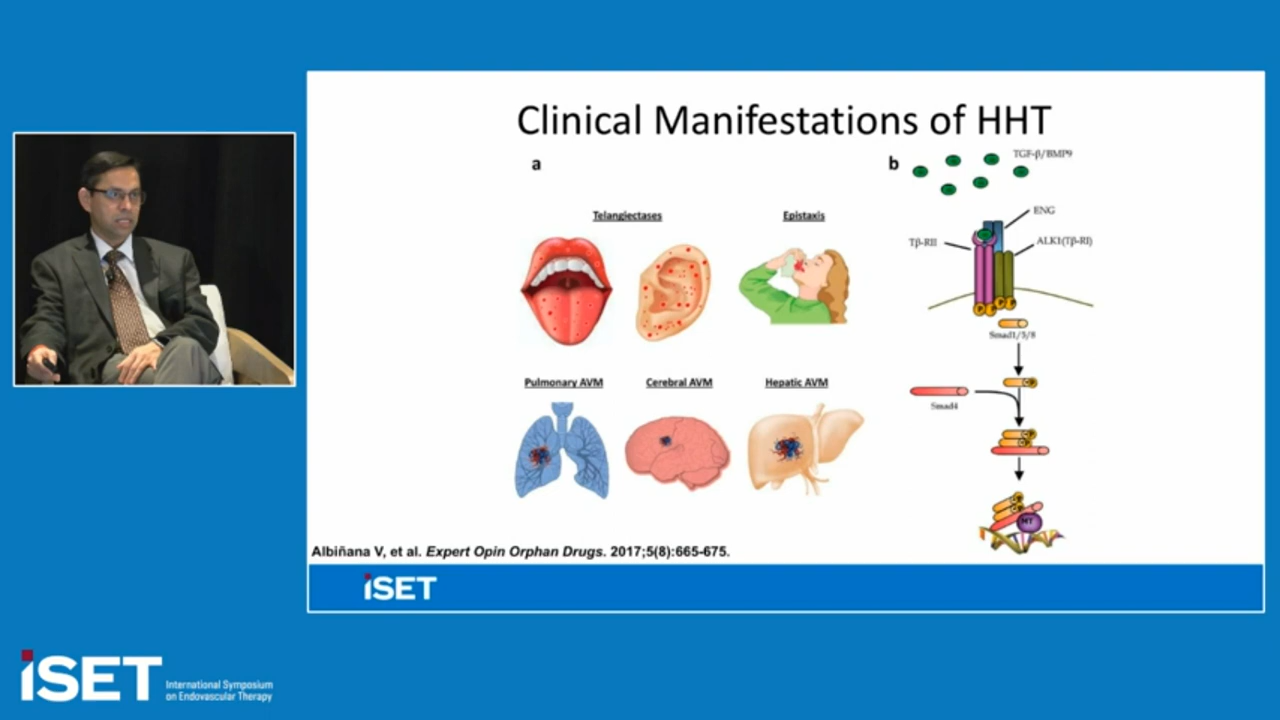 Clinical Manifestations of HHT
a
Telangiectases
Epistaxis
Pulmonary AVM
Cerebral AVM
Hepatic AVM
b
TGF-β/BMP9
ENG
Tβ-RII
ALK1(Tβ-RI)
Smad1/5/8
Smad4
MT
Albiñana V, et al. Expert Opin Orphan Drugs. 2017;5(8):665-675.
iSET
iSET
International Symposium
on Endovascular Therapy